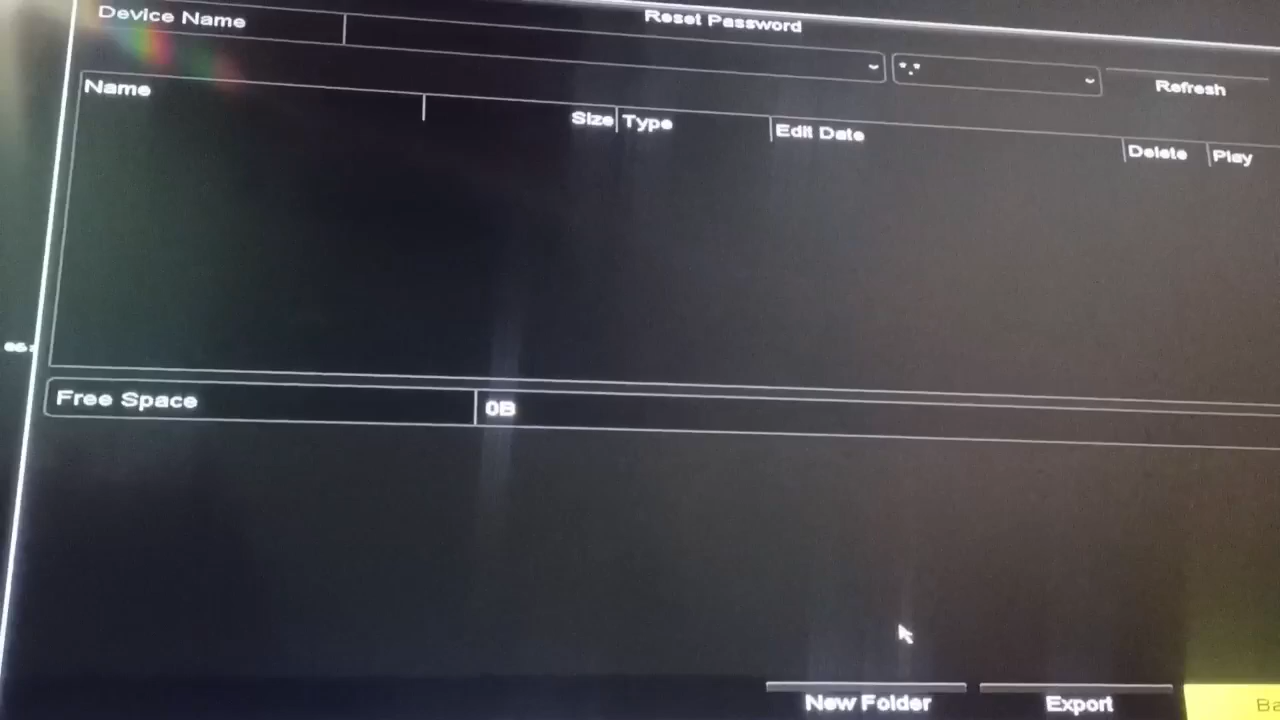 Reset Password
Device Name
*.*
Refresh
Name
Size
Type
Edit Date
Delete
Play
Free Space
0B
New Folder
Export